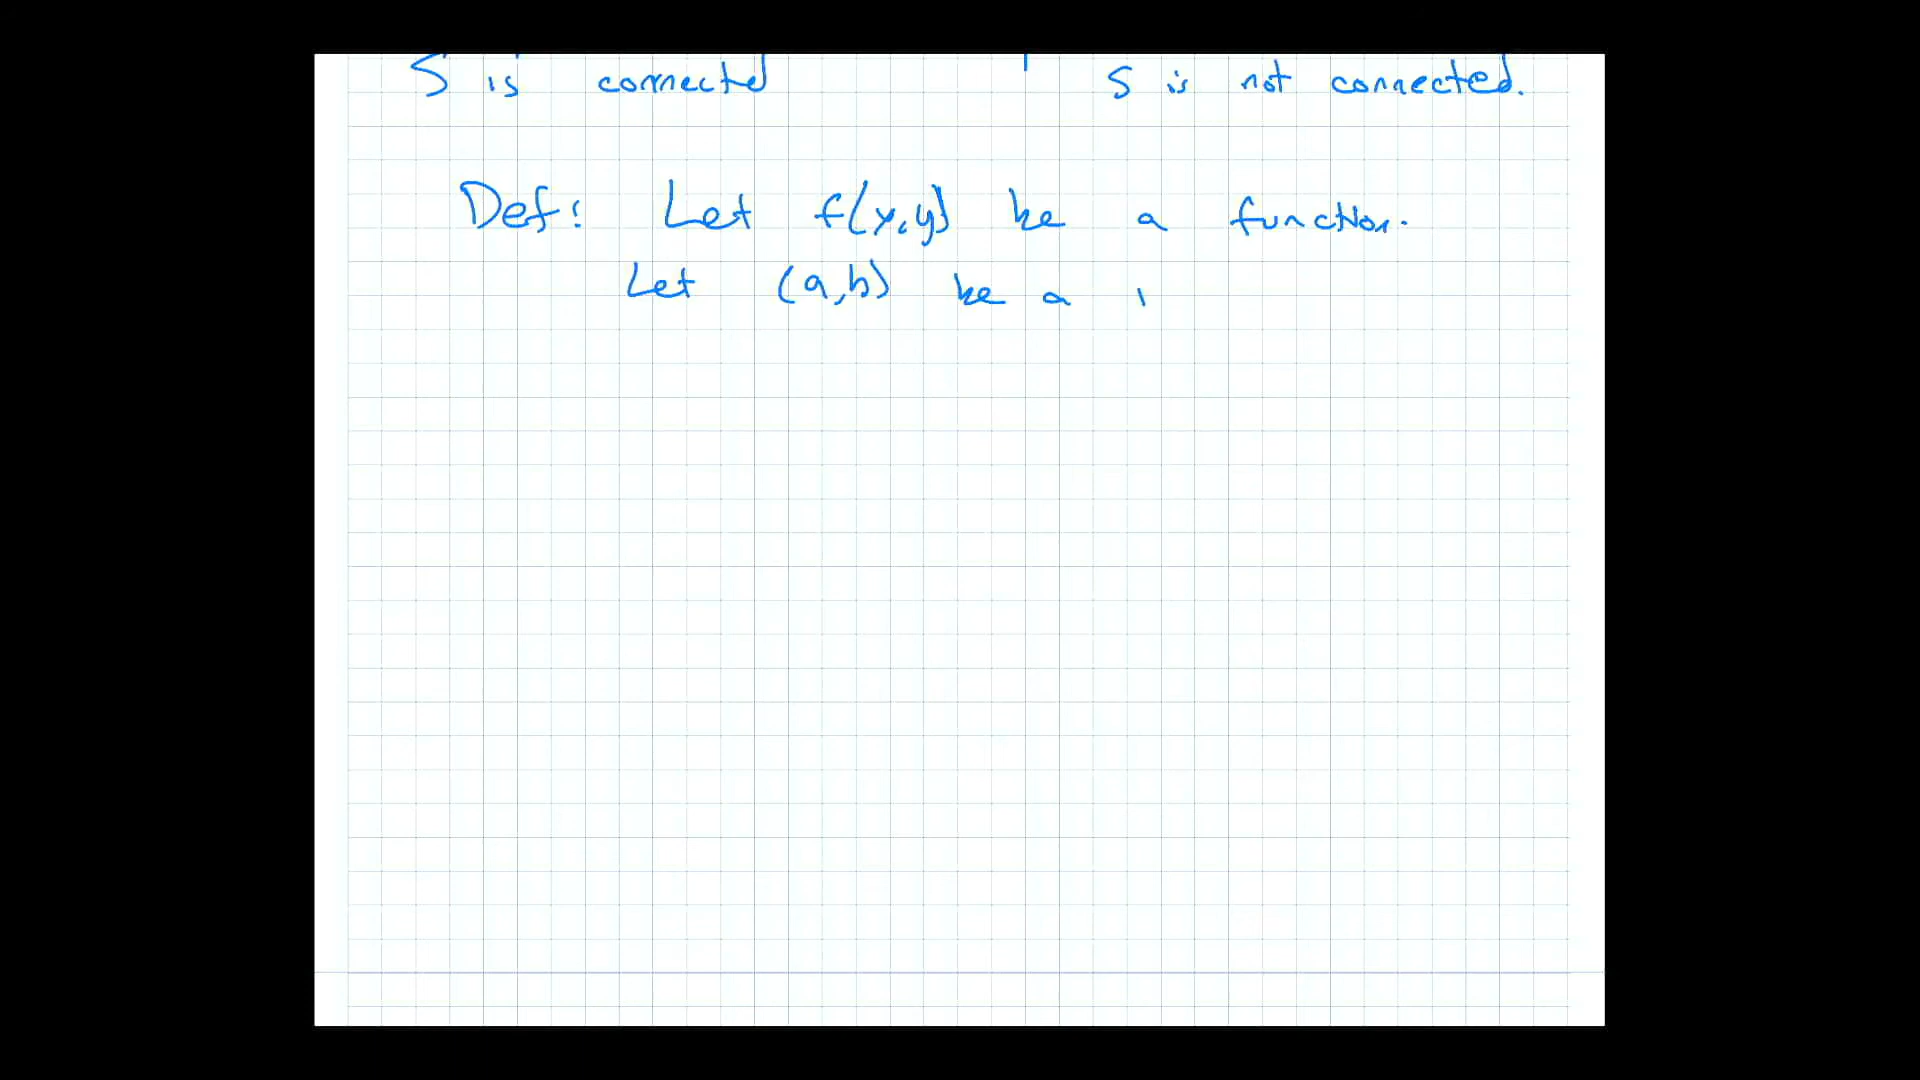 S is connected S is not connected.
Def: Let f(x,y) be a function.
Let (a,b) be a